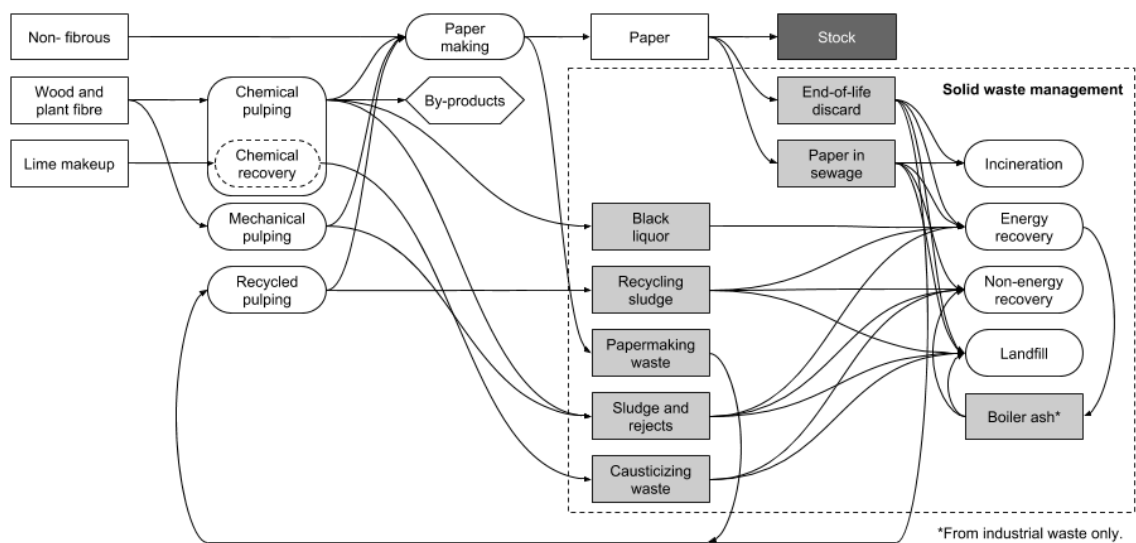 Non- fibrous
Paper
making
Paper
Stock
Wood and
plant fibre
Chemical
pulping
By-products
End-of-life
discard
Solid waste management
Lime makeup
Chemical
recovery
Paper in
sewage
Incineration
Mechanical
pulping
Black
liquor
Energy
recovery
Recycled
pulping
Recycling
sludge
Non-energy
recovery
Papermaking
waste
Landfill
Sludge and
rejects
Boiler ash*
Causticizing
waste
*From industrial waste only.